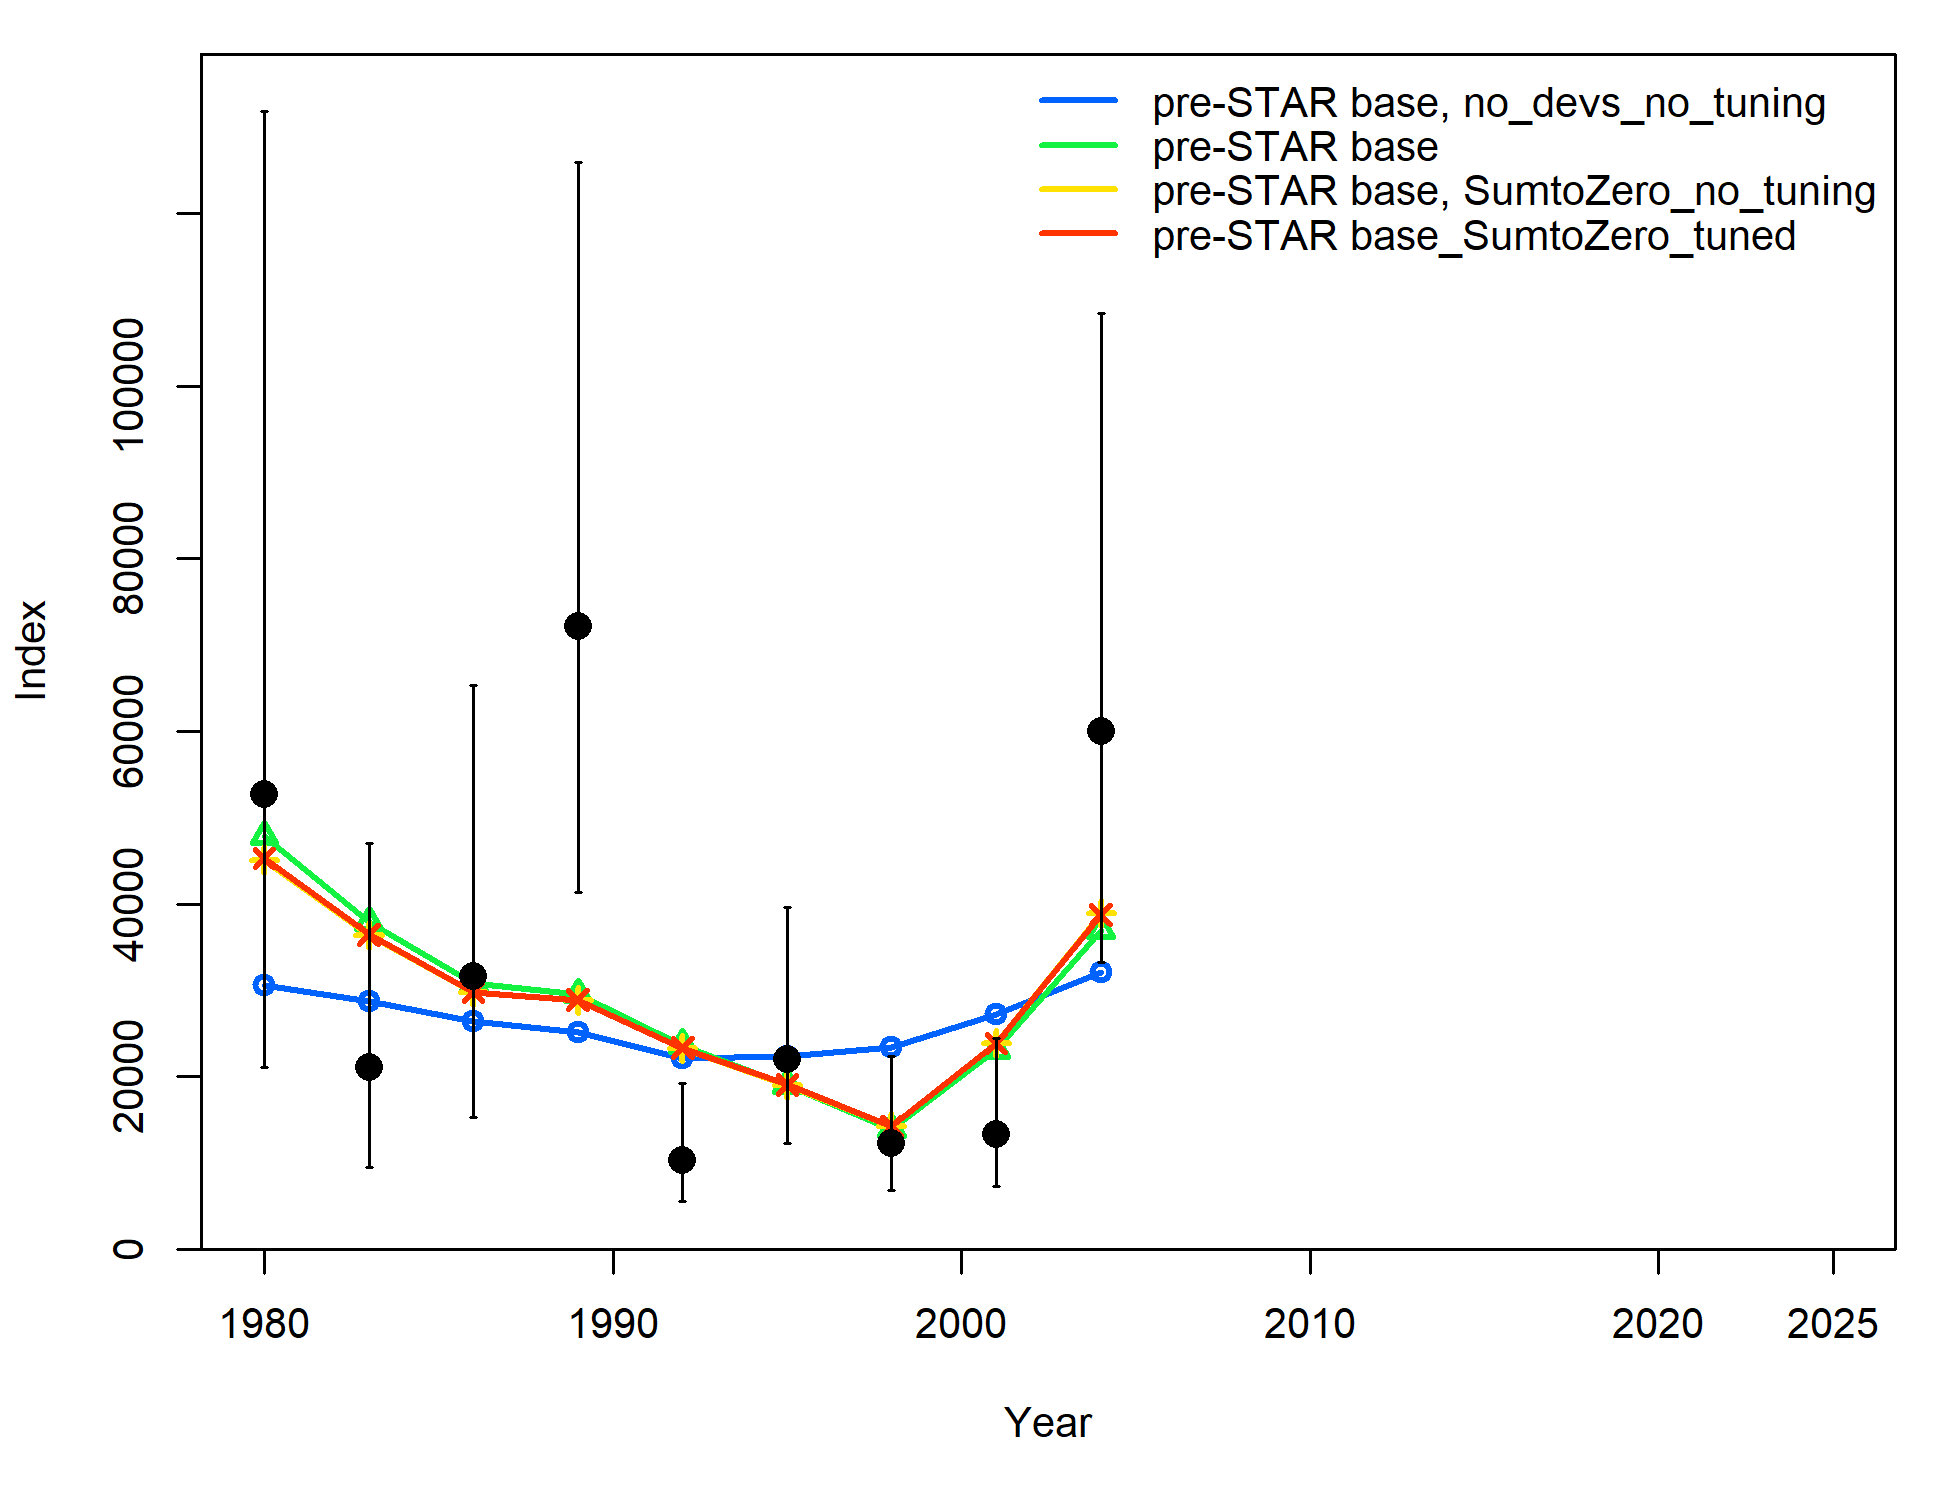 pre-STAR base, no_devs_no_tuning
pre-STAR base
pre-STAR base, SumtoZero_no_tuning
pre-STAR base_SumtoZero_tuned
Index
100000
80000
60000
40000
20000
0
1980 1990 2000 2010 2020 2025
Year